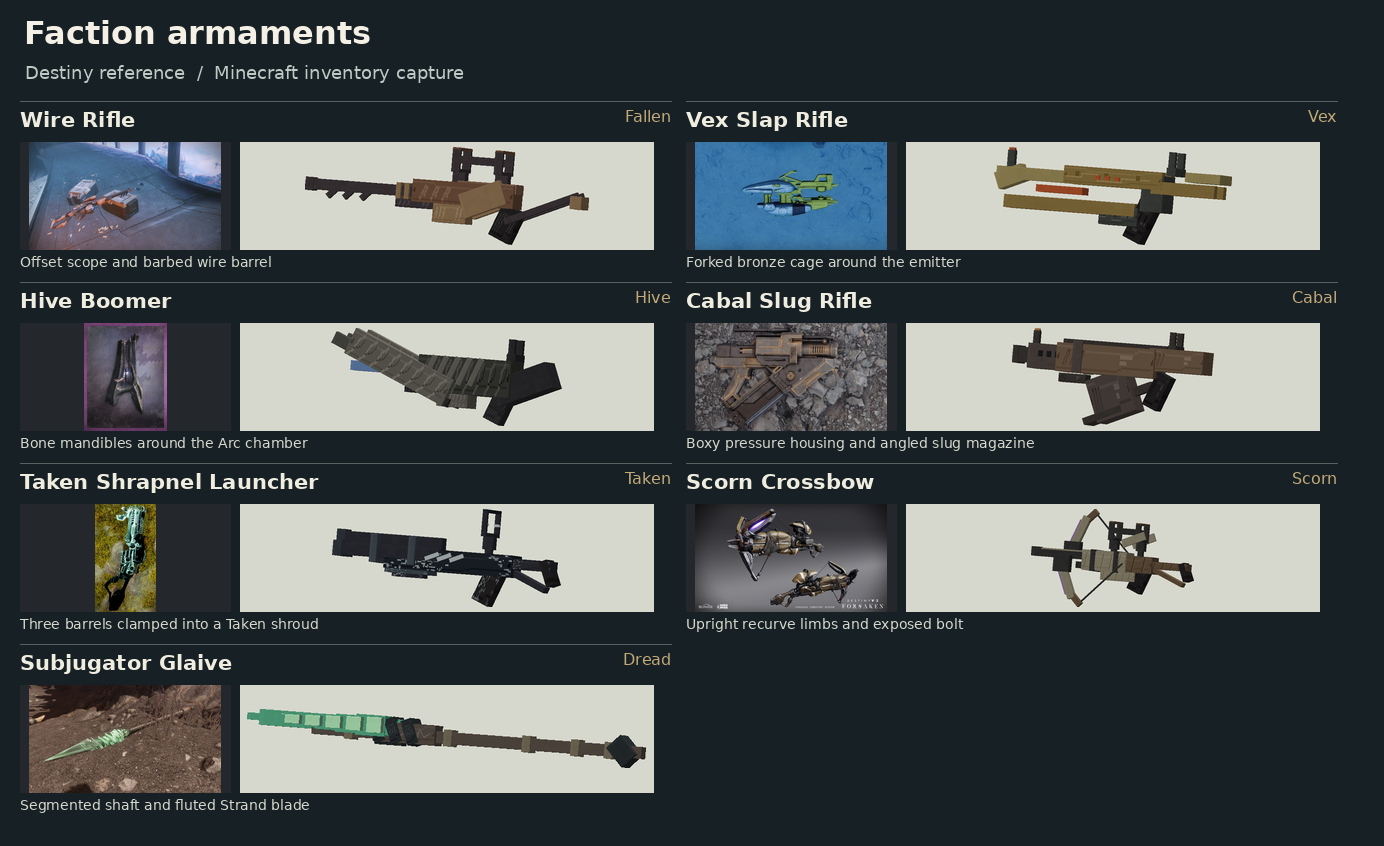 Faction armaments
Destiny reference / Minecraft inventory capture
Wire Rifle
Fallen
Offset scope and barbed wire barrel
Vex Slap Rifle
Vex
Forked bronze cage around the emitter
Hive Boomer
Hive
Bone mandibles around the Arc chamber
Cabal Slug Rifle
Cabal
Boxy pressure housing and angled slug magazine
Taken Shrapnel Launcher
Taken
Three barrels clamped into a Taken shroud
Scorn Crossbow
Scorn
FORSAKEN
Upright recurve limbs and exposed bolt
Subjugator Glaive
Dread
Segmented shaft and fluted Strand blade